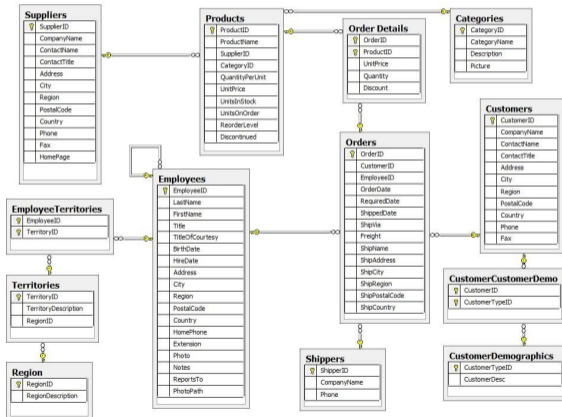 Suppliers
SupplierID
CompanyName
ContactName
ContactTitle
Address
City
Region
PostalCode
Country
Phone
Fax
HomePage
Products
ProductID
ProductName
SupplierID
CategoryID
QuantityPerUnit
UnitPrice
UnitsInStock
UnitsOnOrder
ReorderLevel
Discontinued
Order Details
OrderID
ProductID
UnitPrice
Quantity
Discount
Categories
CategoryID
CategoryName
Description
Picture
Customers
CustomerID
CompanyName
ContactName
ContactTitle
Address
City
Region
PostalCode
Country
Phone
Fax
Orders
OrderID
CustomerID
EmployeeID
OrderDate
RequiredDate
ShippedDate
ShipVia
Freight
ShipName
ShipAddress
ShipCity
ShipRegion
ShipPostalCode
ShipCountry
Employees
EmployeeID
LastName
FirstName
Title
TitleOfCourtesy
BirthDate
HireDate
Address
City
Region
PostalCode
Country
HomePhone
Extension
Photo
Notes
ReportsTo
PhotoPath
EmployeeTerritories
EmployeeID
TerritoryID
Territories
TerritoryID
TerritoryDescription
RegionID
Region
RegionID
RegionDescription
Shippers
ShipperID
CompanyName
Phone
CustomerCustomerDemo
CustomerID
CustomerTypeID
CustomerDemographics
CustomerTypeID
CustomerDesc